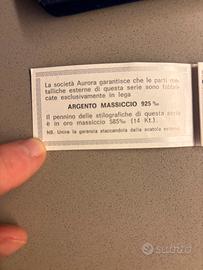 La società Aurora garantisce che le parti me-
talliche esterne di questa serie sono fabbri-
cate esclusivamente in lega
ARGENTO MASSICCIO 925 ‰
Il pennino delle stilografiche di questa serie
è in oro massiccio 585‰ (14 Kt.).
NB. Unire la garanzia staccandola dalla scatola esterna
subito